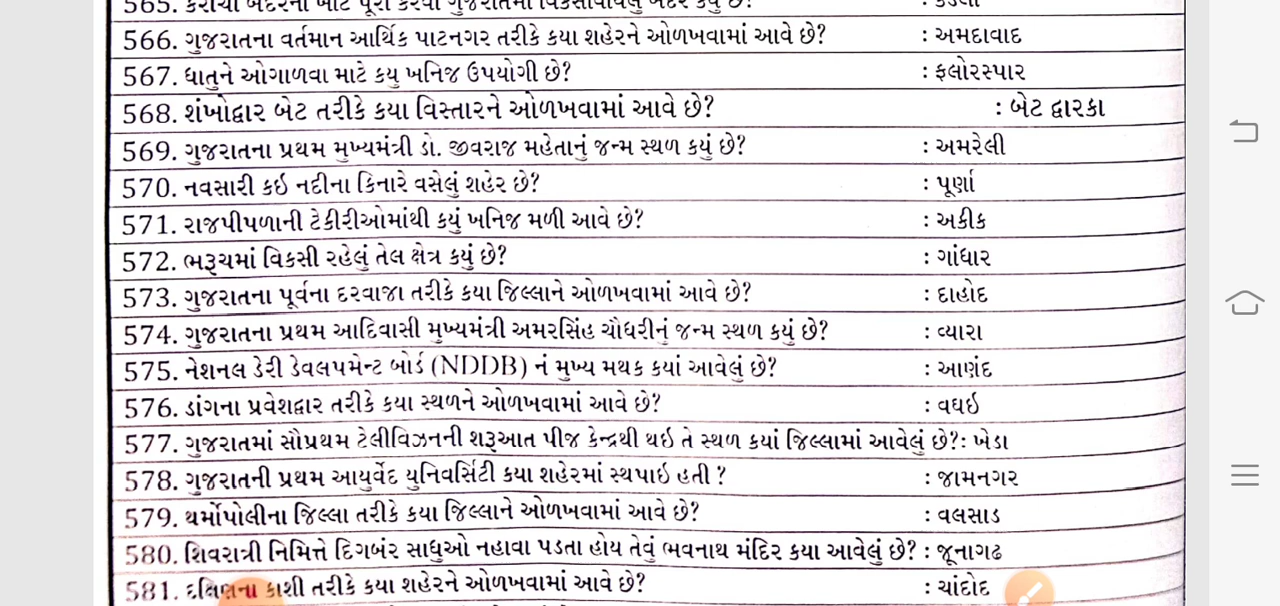 566. ગુજરાતના વર્તમાન આર્થિક પાટનગર તરીકે કયા શહેરને ઓળખવામાં આવે છે? : અમદાવાદ
567. ધાતુને ઓગાળવા માટે કયુ ખનિજ ઉપયોગી છે? : ફલોરસ્પાર
568. શંખોદ્વાર બેટ તરીકે કયા વિસ્તારને ઓળખવામાં આવે છે? : બેટ દ્વારકા
569. ગુજરાતના પ્રથમ મુખ્યમંત્રી ડો. જીવરાજ મહેતાનું જન્મ સ્થળ કયું છે? : અમરેલી
570. નવસારી કઇ નદીના કિનારે વસેલું શહેર છે? : પૂર્ણા
571. રાજપીપળાની ટેકીરીઓમાંથી કયું ખનિજ મળી આવે છે? : અકીક
572. ભરૂચમાં વિકસી રહેલું તેલ ક્ષેત્ર કયું છે? : ગાંધાર
573. ગુજરાતના પૂર્વના દરવાજા તરીકે કયા જિલ્લાને ઓળખવામાં આવે છે? : દાહોદ
574. ગુજરાતના પ્રથમ આદિવાસી મુખ્યમંત્રી અમરસિંહ ચૌધરીનું જન્મ સ્થળ કયું છે? : વ્યારા
575. નેશનલ ડેરી ડેવલપમેન્ટ બોર્ડ (NDDB) નં મુખ્ય મથક કયાં આવેલું છે? : આણંદ
576. ડાંગના પ્રવેશદ્વાર તરીકે કયા સ્થળને ઓળખવામાં આવે છે? : વઘઇ
577. ગુજરાતમાં સૌપ્રથમ ટેલીવિઝનની શરૂઆત પીજ કેન્દ્રથી થઇ તે સ્થળ કયાં જિલ્લામાં આવેલું છે?: ખેડા
578. ગુજરાતની પ્રથમ આયુર્વેદ યુનિવર્સિટી કયા શહેરમાં સ્થપાઇ હતી ? : જામનગર
579. થર્મોપોલીના જિલ્લા તરીકે કયા જિલ્લાને ઓળખવામાં આવે છે? : વલસાડ
580. શિવરાત્રી નિમિત્તે દિગબંર સાધુઓ નહાવા પડતા હોય તેવું ભવનાથ મંદિર કયા આવેલું છે? : જૂનાગઢ
581. દક્ષિણના કાશી તરીકે કયા શહેરને ઓળખવામાં આવે છે? : ચાંદોદ